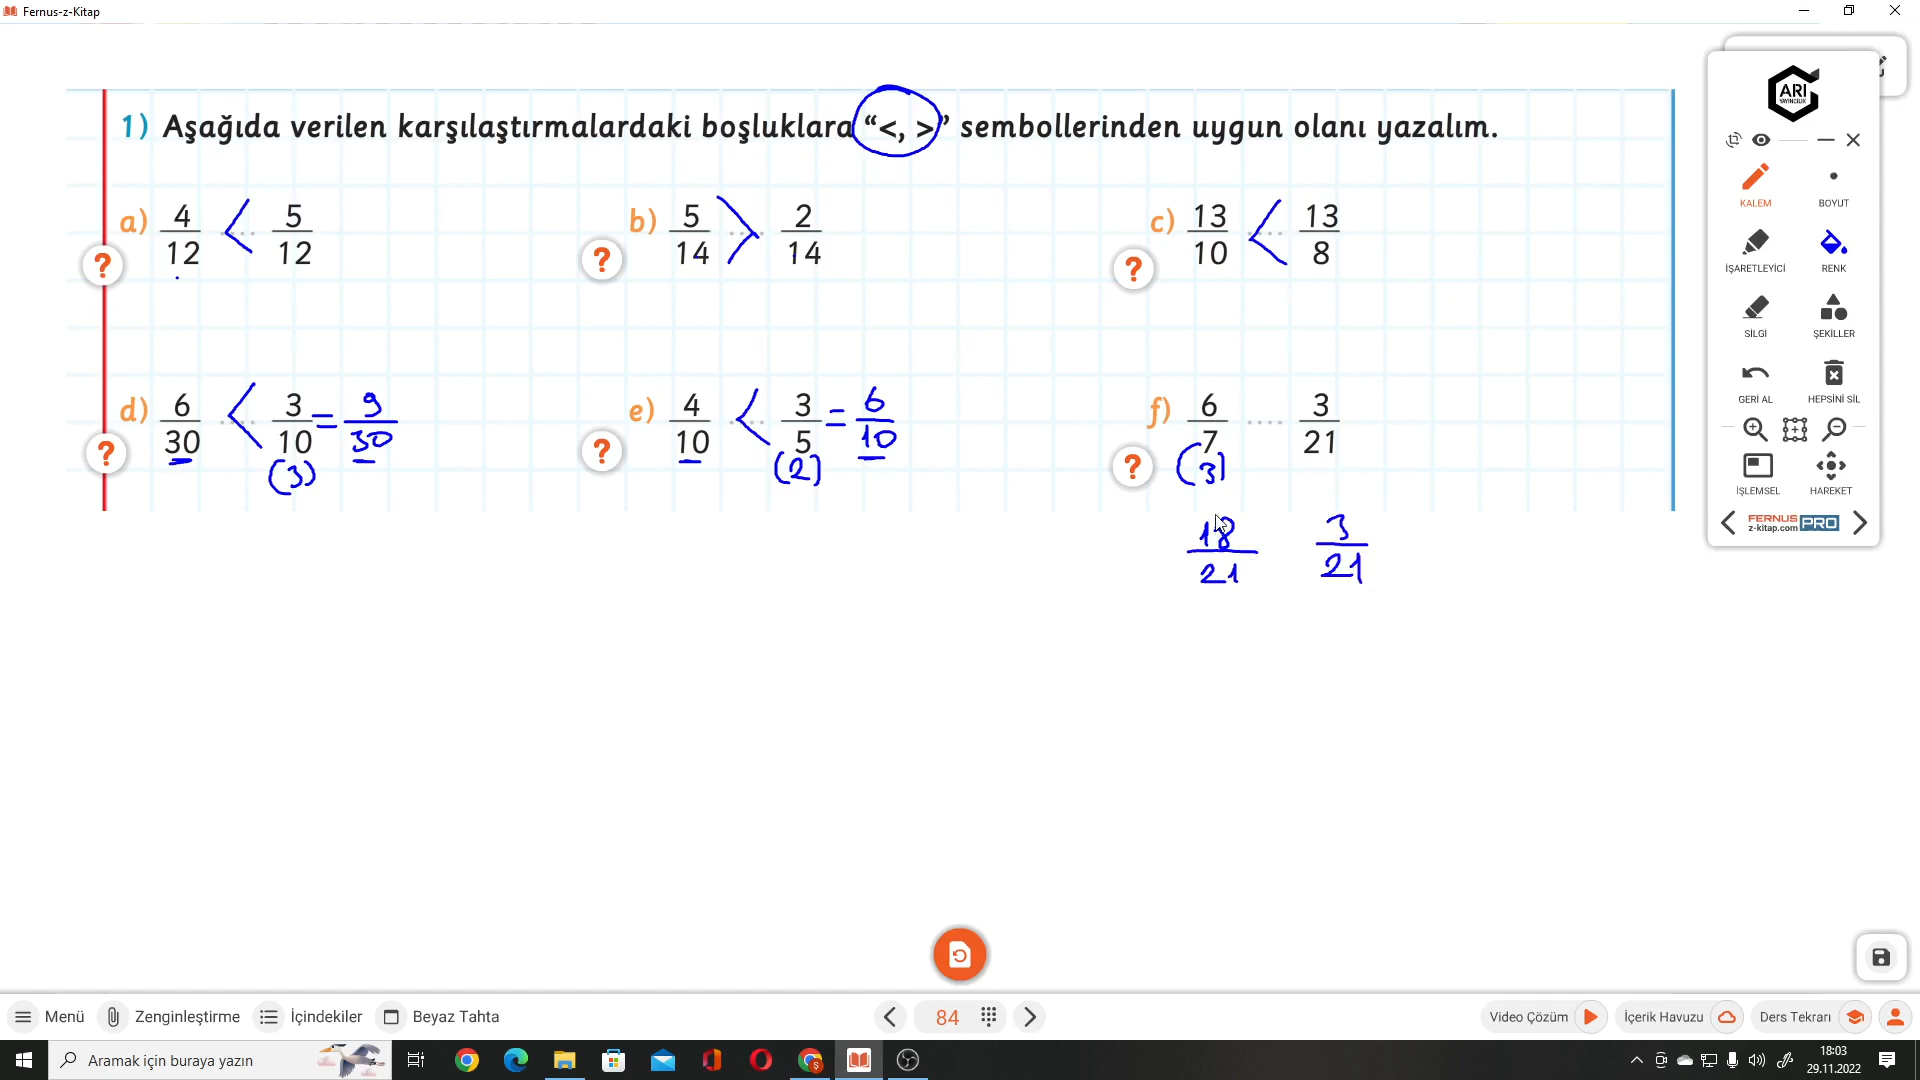 Fernus-z-Kitap
1) Aşağıda verilen karşılaştırmalardaki boşluklara “<, >” sembollerinden uygun olanı yazalım.
a) 4/12 < 5/12
b) 5/14 > 2/14
c) 13/10 < 13/8
? ? ?
d) 6/30 < 3/10 = 9/30
(3)
e) 4/10 < 3/5 = 6/10
(2)
f) 6/7 .... 3/21
(3)
? ? ?
18/21 3/21
ARI
YAYINCILIK
KALEM
BOYUT
İŞARETLEYİCİ
RENK
SİLGİ
ŞEKİLLER
GERİ AL
HEPSİNİ SİL
İŞLEMSEL
HAREKET
FERNUS PRO
z-kitap.com
Menü
Zenginleştirme
İçindekiler
Beyaz Tahta
84
Video Çözüm
İçerik Havuzu
Ders Tekrarı
Aramak için buraya yazın
18:03
29.11.2022